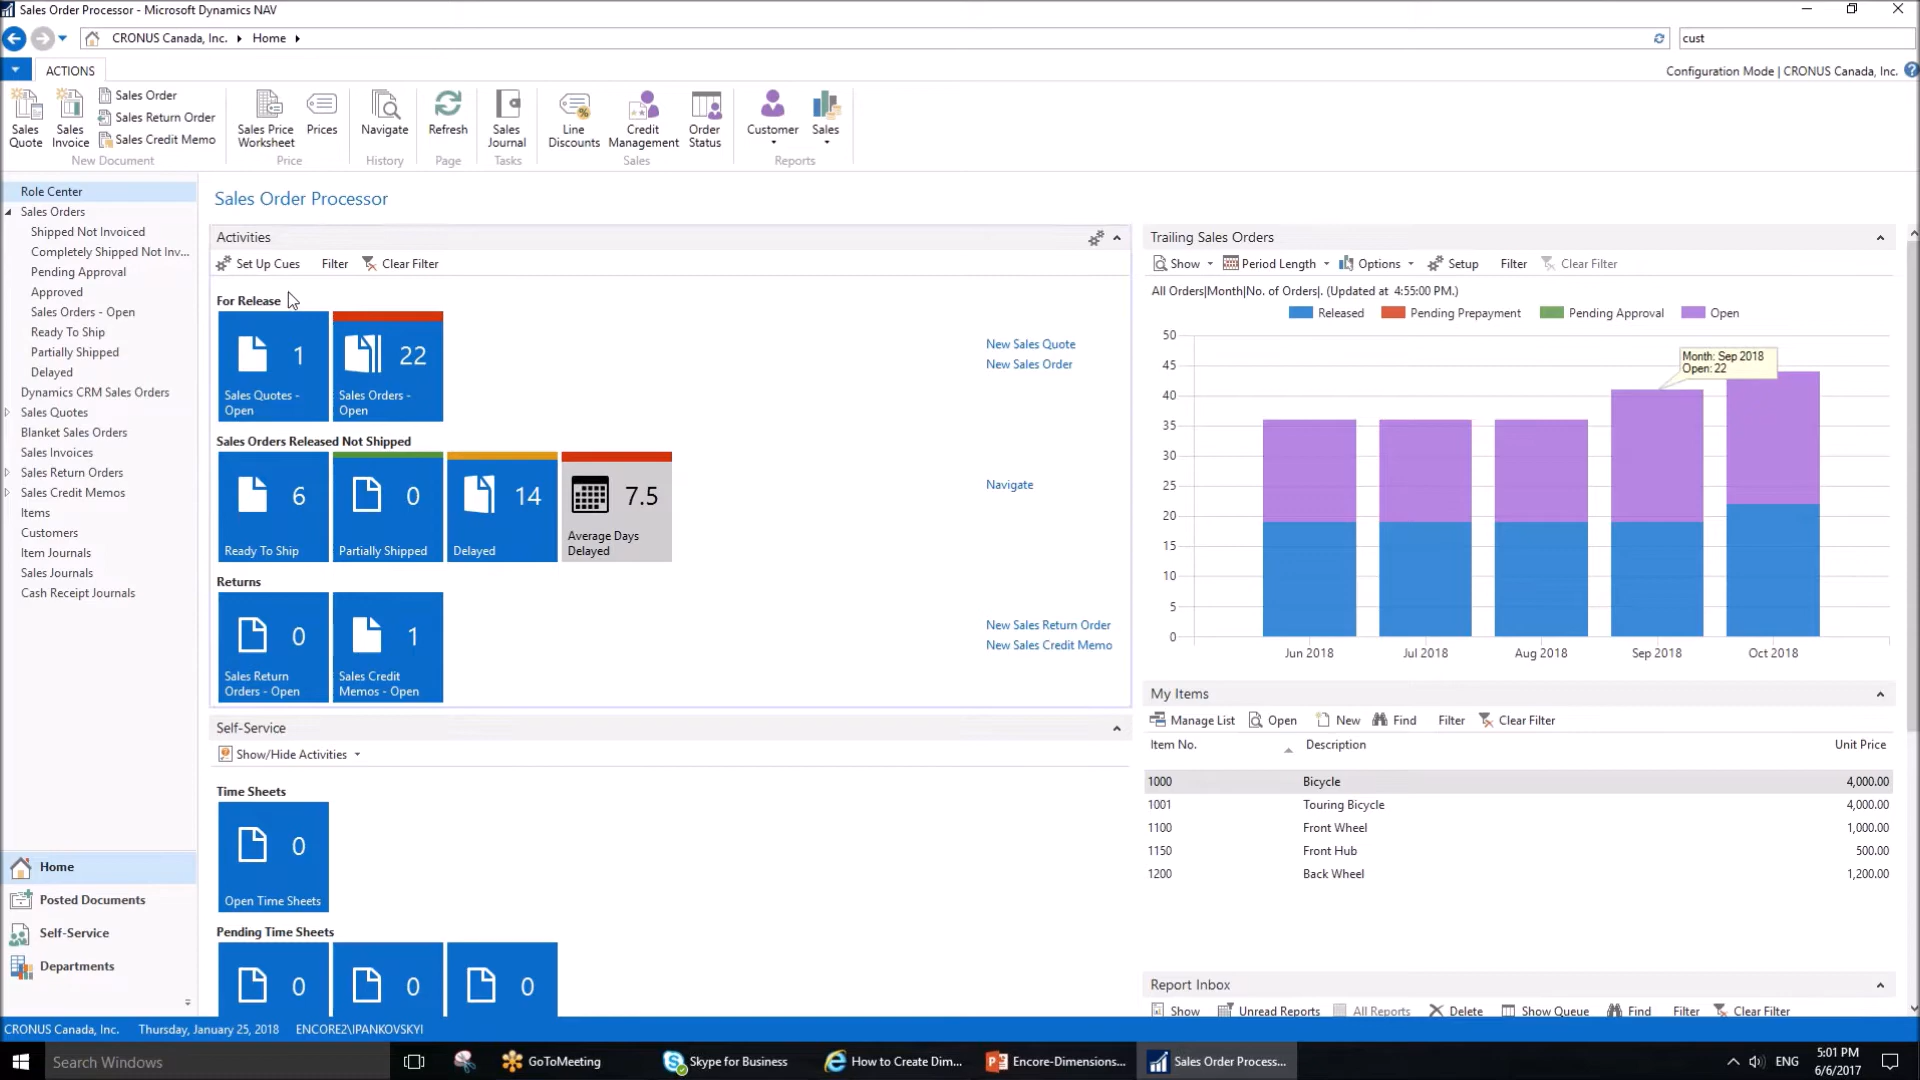 Sales Order Processor - Microsoft Dynamics NAV
CRONUS Canada, Inc. Home
cust
ACTIONS
Configuration Mode | CRONUS Canada, Inc.
Sales Quote
Sales Invoice
Sales Order
Sales Return Order
Sales Credit Memo
Sales Price Worksheet
Prices
Navigate
Refresh
Sales Journal
Line Discounts
Credit Management
Order Status
Customer
Sales
New Document
Price
History
Page
Tasks
Sales
Reports
Role Center
Sales Orders
Shipped Not Invoiced
Completely Shipped Not Inv...
Pending Approval
Approved
Sales Orders - Open
Ready To Ship
Partially Shipped
Delayed
Dynamics CRM Sales Orders
Sales Quotes
Blanket Sales Orders
Sales Invoices
Sales Return Orders
Sales Credit Memos
Items
Customers
Item Journals
Sales Journals
Cash Receipt Journals
Home
Posted Documents
Self-Service
Departments
Sales Order Processor
Activities
Set Up Cues Filter Clear Filter
For Release
1
Sales Quotes -
Open
22
Sales Orders -
Open
New Sales Quote
New Sales Order
Sales Orders Released Not Shipped
6
Ready To Ship
0
Partially Shipped
14
Delayed
7.5
Average Days
Delayed
Navigate
Returns
0
Sales Return
Orders - Open
1
Sales Credit
Memos - Open
New Sales Return Order
New Sales Credit Memo
Self-Service
Show/Hide Activities
Time Sheets
0
Open Time Sheets
Pending Time Sheets
0
0
0
Trailing Sales Orders
Show Period Length Options Setup Filter Clear Filter
All Orders|Month|No. of Orders|. (Updated at 4:55:00 PM.)
Released Pending Prepayment Pending Approval Open
50
45
40
35
30
25
20
15
10
5
0
Month: Sep 2018
Open: 22
Jun 2018 Jul 2018 Aug 2018 Sep 2018 Oct 2018
My Items
Manage List Open New Find Filter Clear Filter
Item No. Description Unit Price
1000 Bicycle 4,000.00
1001 Touring Bicycle 4,000.00
1100 Front Wheel 1,000.00
1150 Front Hub 500.00
1200 Back Wheel 1,200.00
Report Inbox
Show Unread Reports All Reports Delete Show Queue Find Filter Clear Filter
CRONUS Canada, Inc. Thursday, January 25, 2018 ENCORE2\IPANKOVSKYI
Search Windows
GoToMeeting
Skype for Business
How to Create Dim...
Encore-Dimensions...
Sales Order Process...
ENG
5:01 PM
6/6/2017